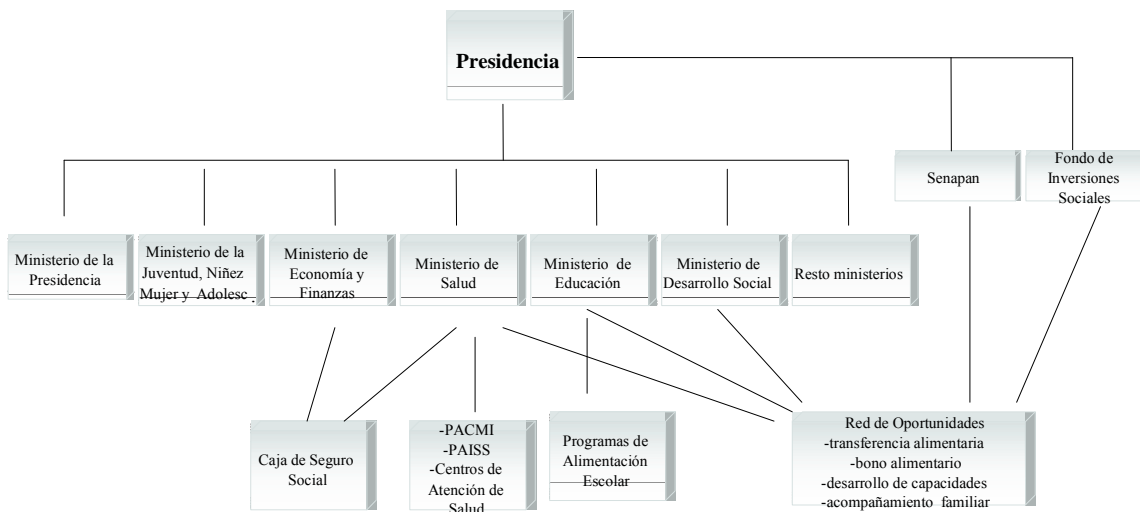 Presidencia
Senapan
Fondo de
Inversiones
Sociales
Ministerio de la
Presidencia
Ministerio de la
Juventud, Niñez
Mujer y Adolesc .
Ministerio de
Economía y
Finanzas
Ministerio de
Salud
Ministerio de
Educación
Ministerio de
Desarrollo Social
Resto ministerios
Caja de Seguro
Social
-PACMI
-PAISS
-Centros de
Atención de
Salud
Programas de
Alimentación
Escolar
Red de Oportunidades
-transferencia alimentaria
-bono alimentario
-desarrollo de capacidades
-acompañamiento familiar